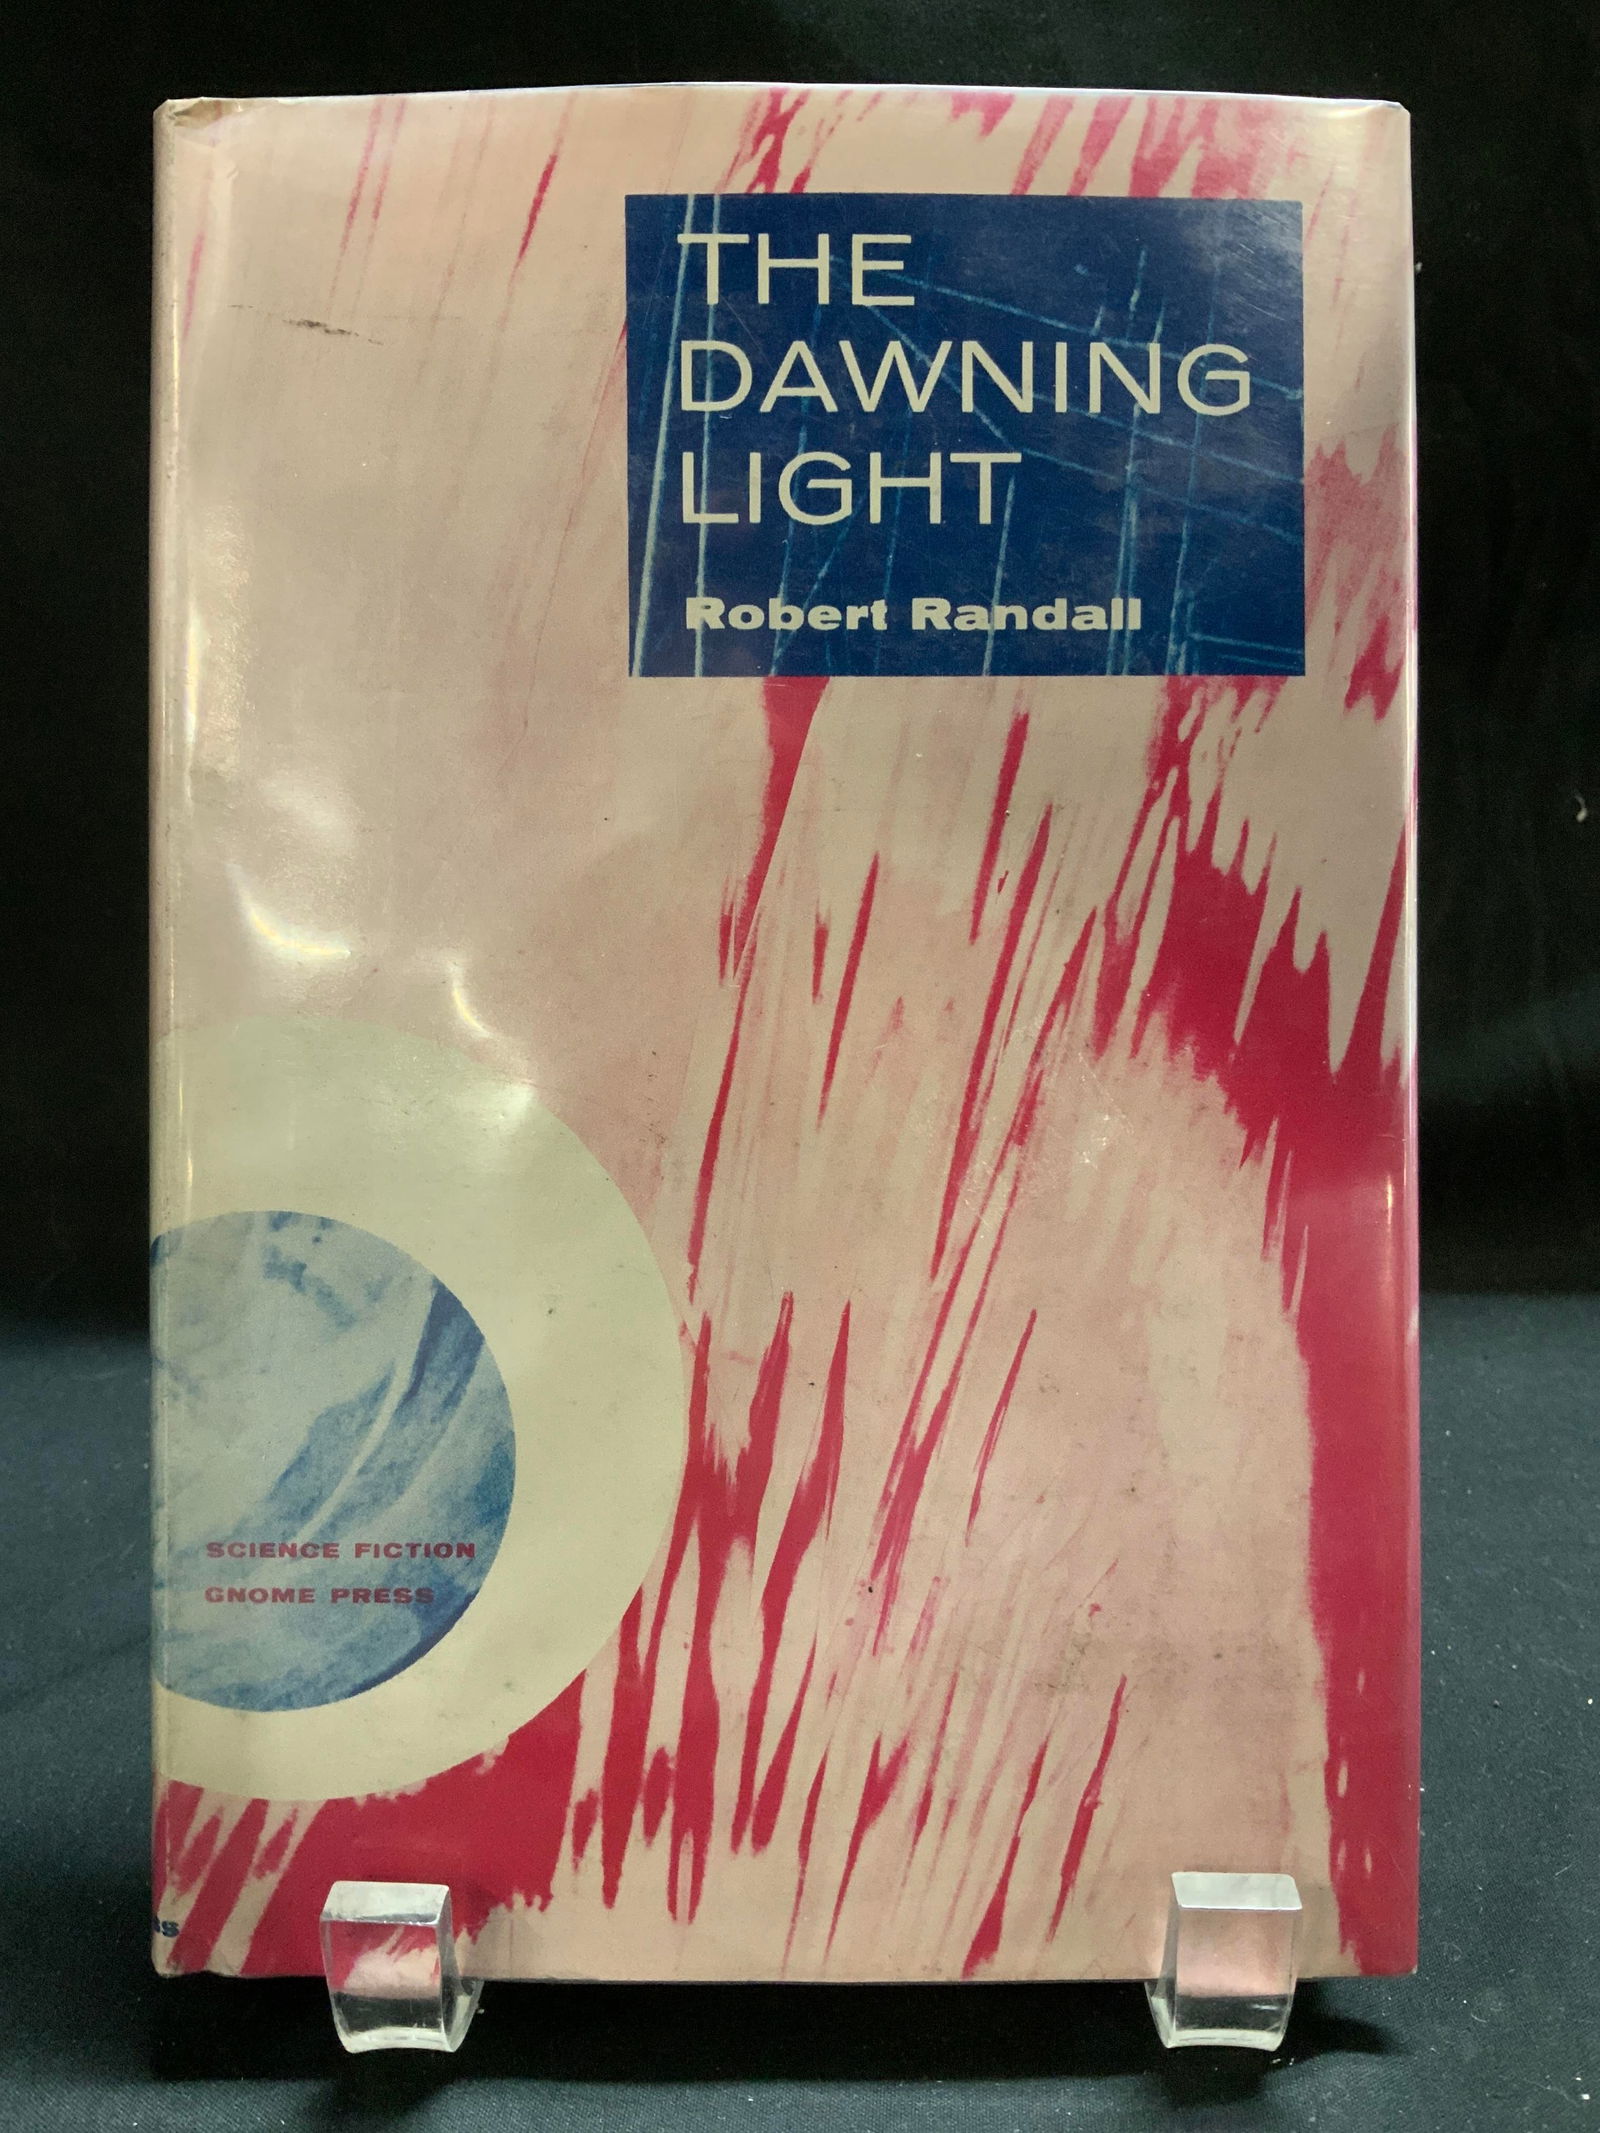 THE
DAWNING
LIGHT
Robert Randall
SCIENCE FICTION
GNOME PRESS